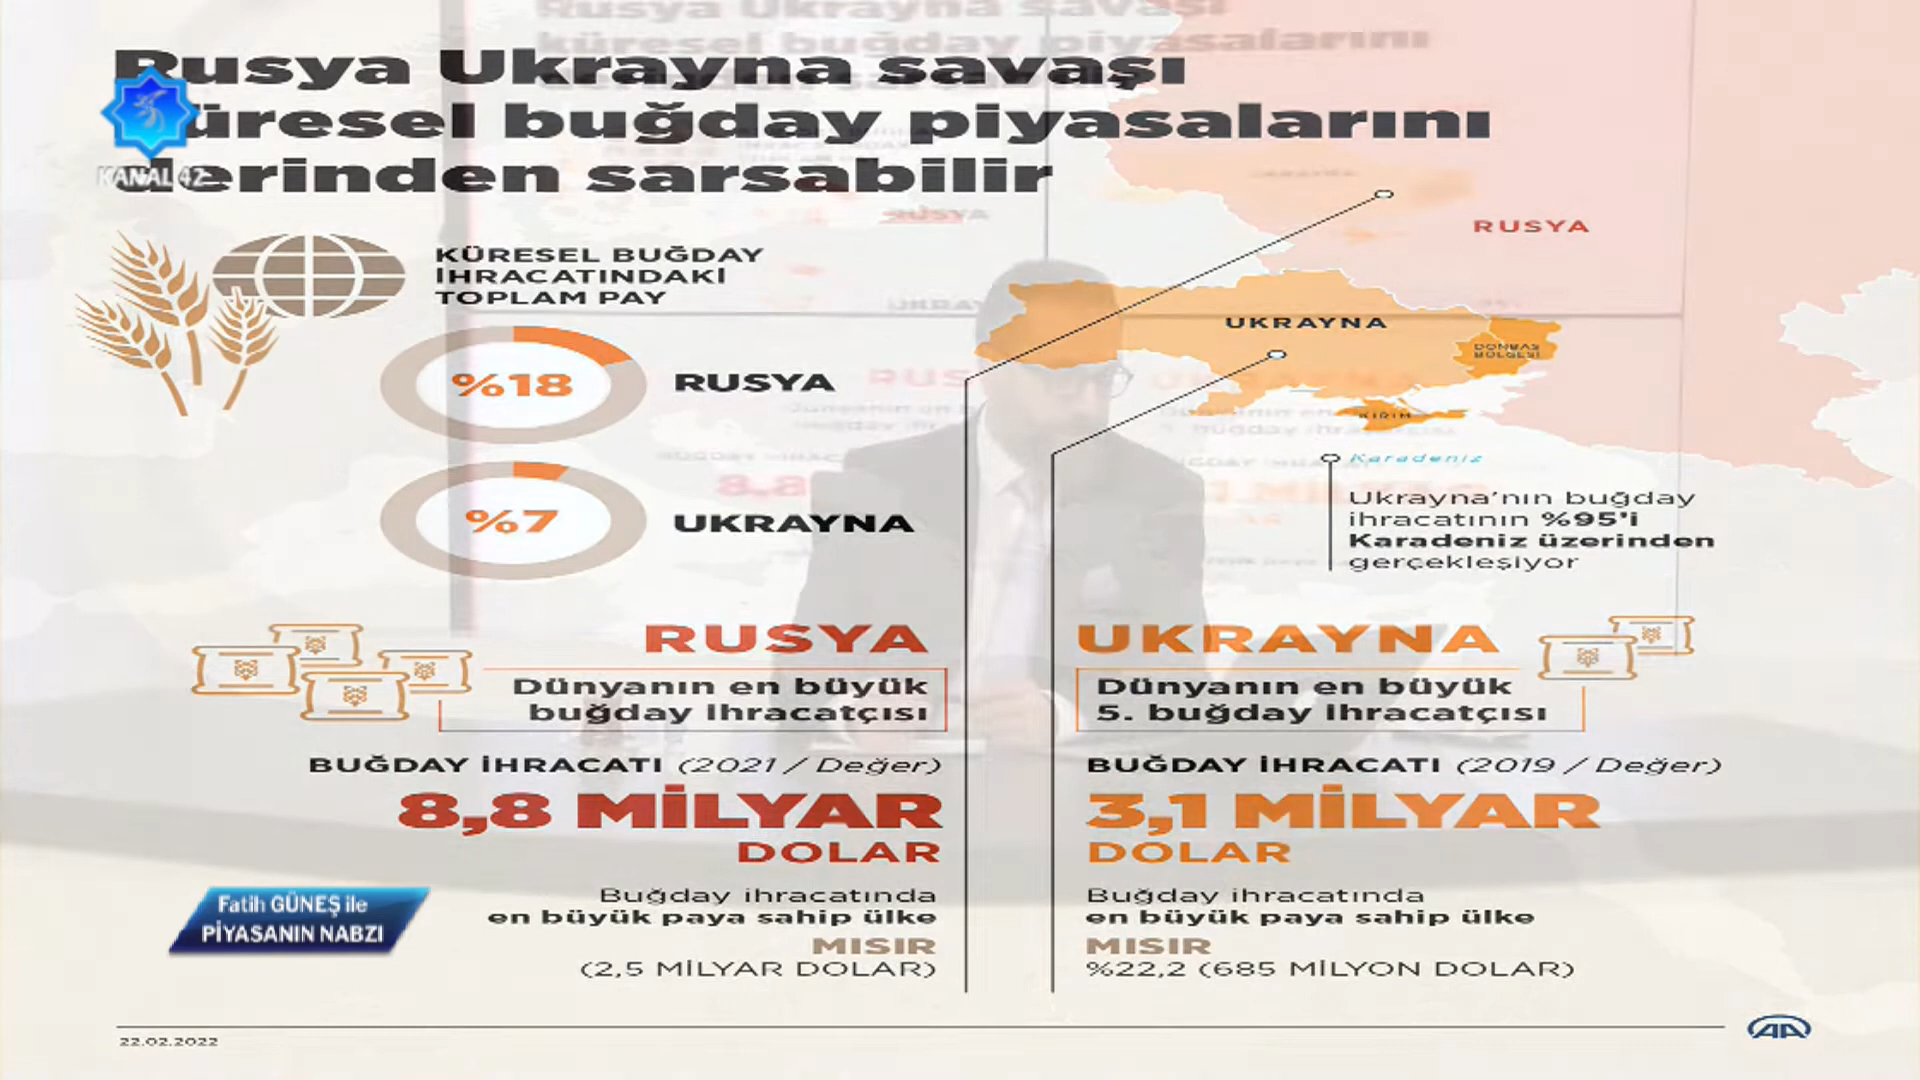 Rusya Ukrayna savaşı
küresel buğday piyasalarını
derinden sarsabilir
KANAL 42
KÜRESEL BUĞDAY
İHRACATINDAKİ
TOPLAM PAY
%18
RUSYA
%7
UKRAYNA
RUSYA
UKRAYNA
DONBAS
BÖLGESİ
KIRIM
Karadeniz
Ukrayna'nın buğday
ihracatının %95'i
Karadeniz üzerinden
gerçekleşiyor
RUSYA
Dünyanın en büyük
buğday ihracatçısı
BUĞDAY İHRACATI (2021 / Değer)
8,8 MİLYAR
DOLAR
Buğday ihracatında
en büyük paya sahip ülke
MISIR
(2,5 MİLYAR DOLAR)
UKRAYNA
Dünyanın en büyük
5. buğday ihracatçısı
BUĞDAY İHRACATI (2019 / Değer)
3,1 MİLYAR
DOLAR
Buğday ihracatında
en büyük paya sahip ülke
MISIR
%22,2 (685 MİLYON DOLAR)
Fatih GÜNEŞ ile
PİYASANIN NABZI
22.02.2022
AA